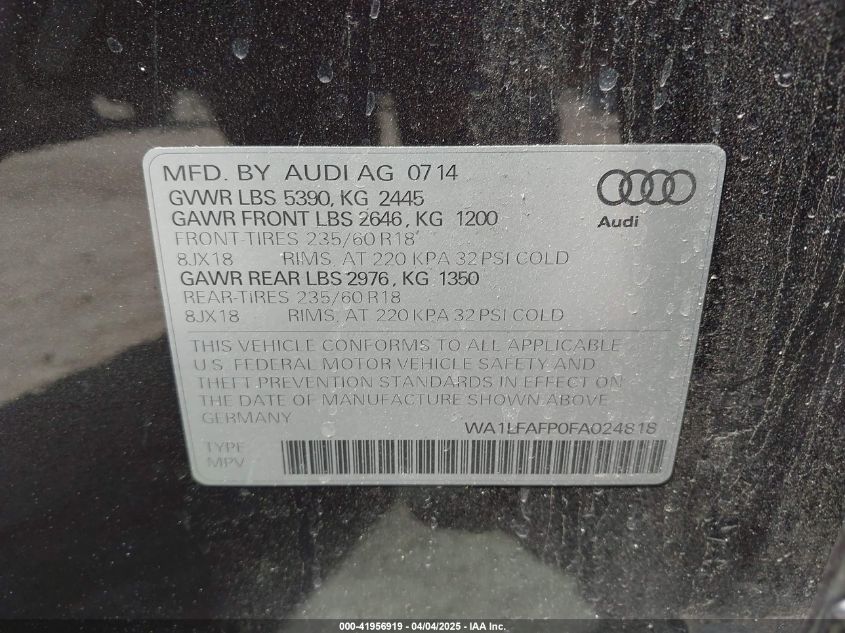 MFD. BY AUDI AG 0714
GVWR LBS 5390, KG 2445
GAWR FRONT LBS 2646, KG 1200
FRONT-TIRES 235/60 R18
8JX18 RIMS, AT 220 KPA 32 PSI COLD
GAWR REAR LBS 2976, KG 1350
REAR-TIRES 235/60 R18
8JX18 RIMS, AT 220 KPA 32 PSI COLD
Audi
THIS VEHICLE CONFORMS TO ALL APPLICABLE
U.S. FEDERAL MOTOR VEHICLE SAFETY AND
THEFT PREVENTION STANDARDS IN EFFECT ON
THE DATE OF MANUFACTURE SHOWN ABOVE.
GERMANY
WA1LFAFP0FA024818
TYPE
MPV
000-41956919 - 04/04/2025 - IAA Inc.